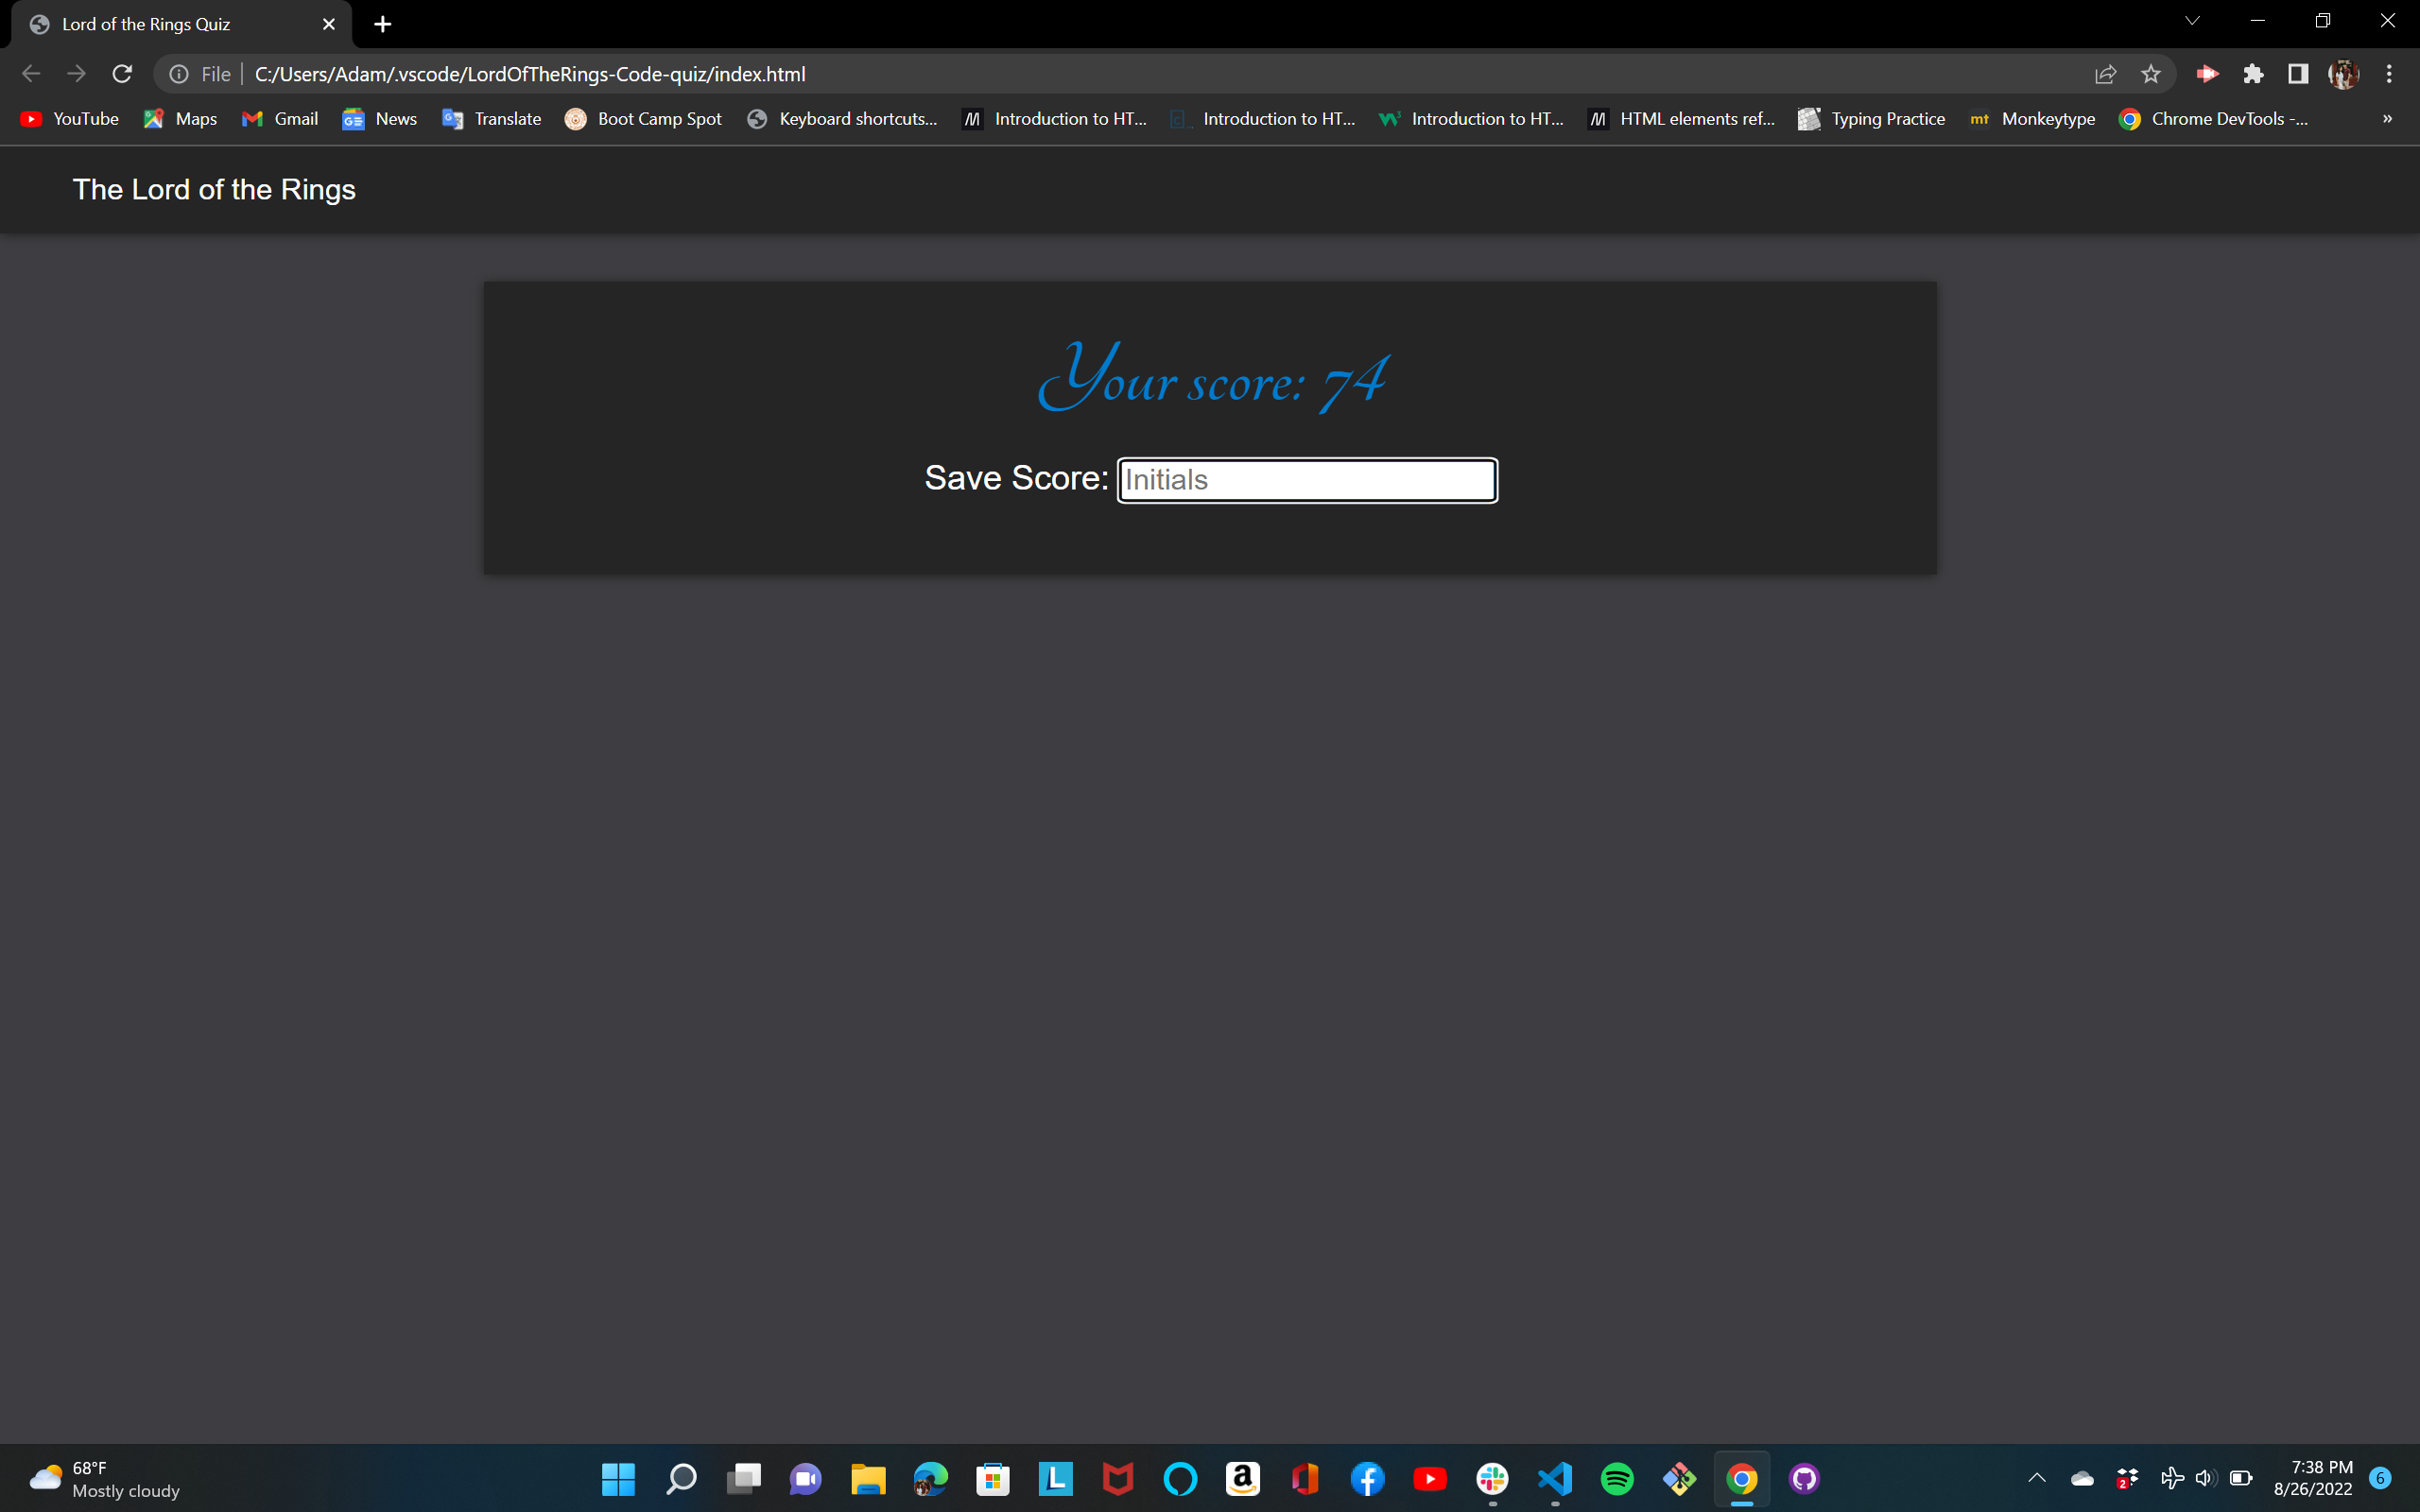 Lord of the Rings Quiz
File C:/Users/Adam/.vscode/LordOfTheRings-Code-quiz/index.html
YouTube Maps Gmail News Translate Boot Camp Spot Keyboard shortcuts... Introduction to HT... Introduction to HT... Introduction to HT... HTML elements ref... Typing Practice mt Monkeytype Chrome DevTools -... »
The Lord of the Rings
Your score: 74
Save Score: Initials
68°F
Mostly cloudy
7:38 PM
8/26/2022
6
2